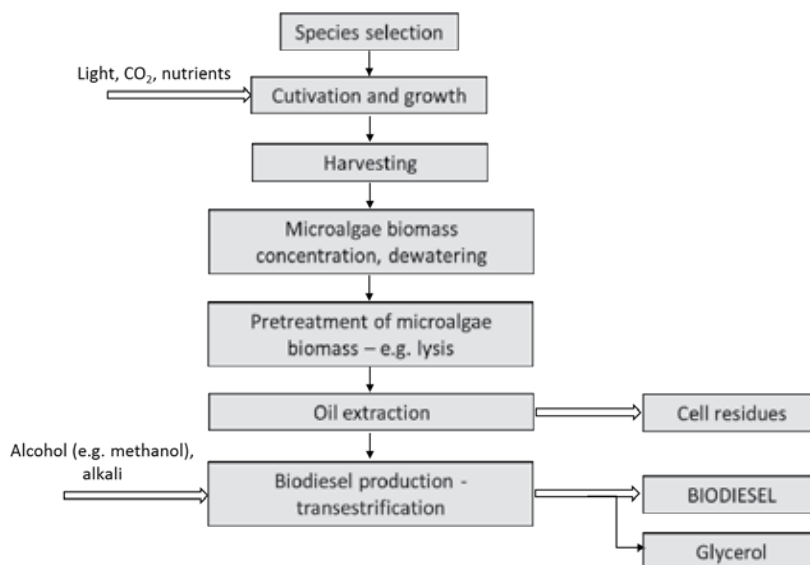 Species selection
Light, CO₂, nutrients
Cutivation and growth
Harvesting
Microalgae biomass
concentration, dewatering
Pretreatment of microalgae
biomass – e.g. lysis
Oil extraction
Cell residues
Alcohol (e.g. methanol),
alkali
Biodiesel production -
transestrification
BIODIESEL
Glycerol